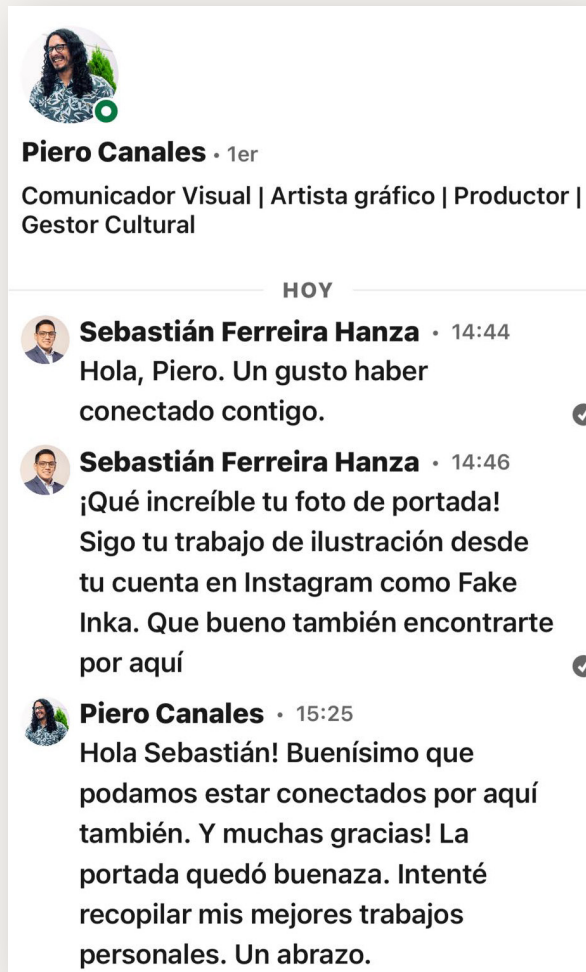 Piero Canales · 1er
Comunicador Visual | Artista gráfico | Productor |
Gestor Cultural
HOY
Sebastián Ferreira Hanza · 14:44
Hola, Piero. Un gusto haber
conectado contigo.
Sebastián Ferreira Hanza · 14:46
¡Qué increíble tu foto de portada!
Sigo tu trabajo de ilustración desde
tu cuenta en Instagram como Fake
Inka. Que bueno también encontrarte
por aquí
Piero Canales · 15:25
Hola Sebastián! Buenísimo que
podamos estar conectados por aquí
también. Y muchas gracias! La
portada quedó buenaza. Intenté
recopilar mis mejores trabajos
personales. Un abrazo.